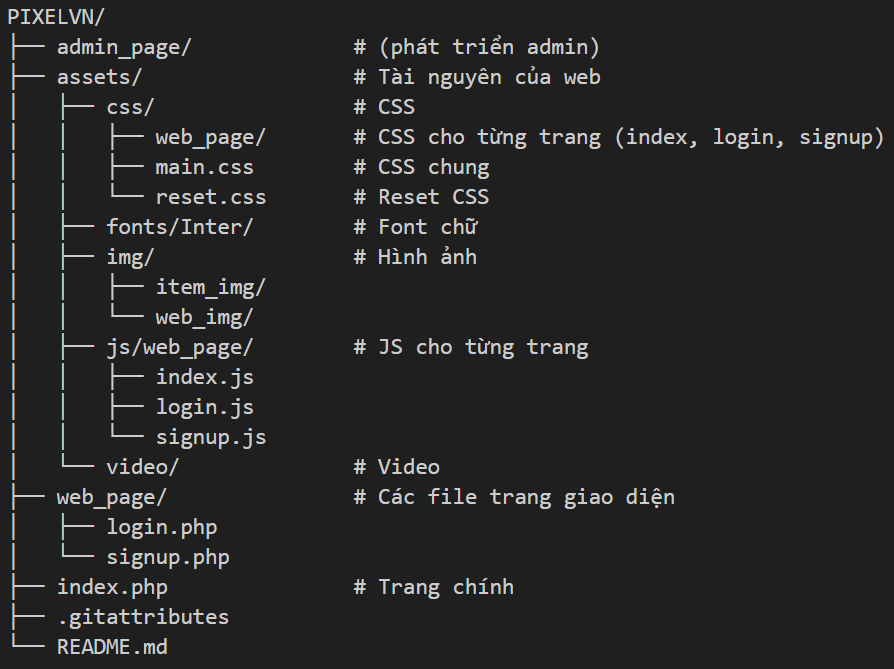 PIXELVN/
├── admin_page/             # (phát triển admin)
├── assets/                 # Tài nguyên của web
│   ├── css/                # CSS
│   │   ├── web_page/       # CSS cho từng trang (index, login, signup)
│   │   ├── main.css        # CSS chung
│   │   └── reset.css       # Reset CSS
│   ├── fonts/Inter/        # Font chữ
│   ├── img/                # Hình ảnh
│   │   ├── item_img/
│   │   └── web_img/
│   ├── js/web_page/        # JS cho từng trang
│   │   ├── index.js
│   │   ├── login.js
│   │   └── signup.js
│   └── video/              # Video
├── web_page/               # Các file trang giao diện
│   ├── login.php
│   └── signup.php
├── index.php               # Trang chính
├── .gitattributes
└── README.md